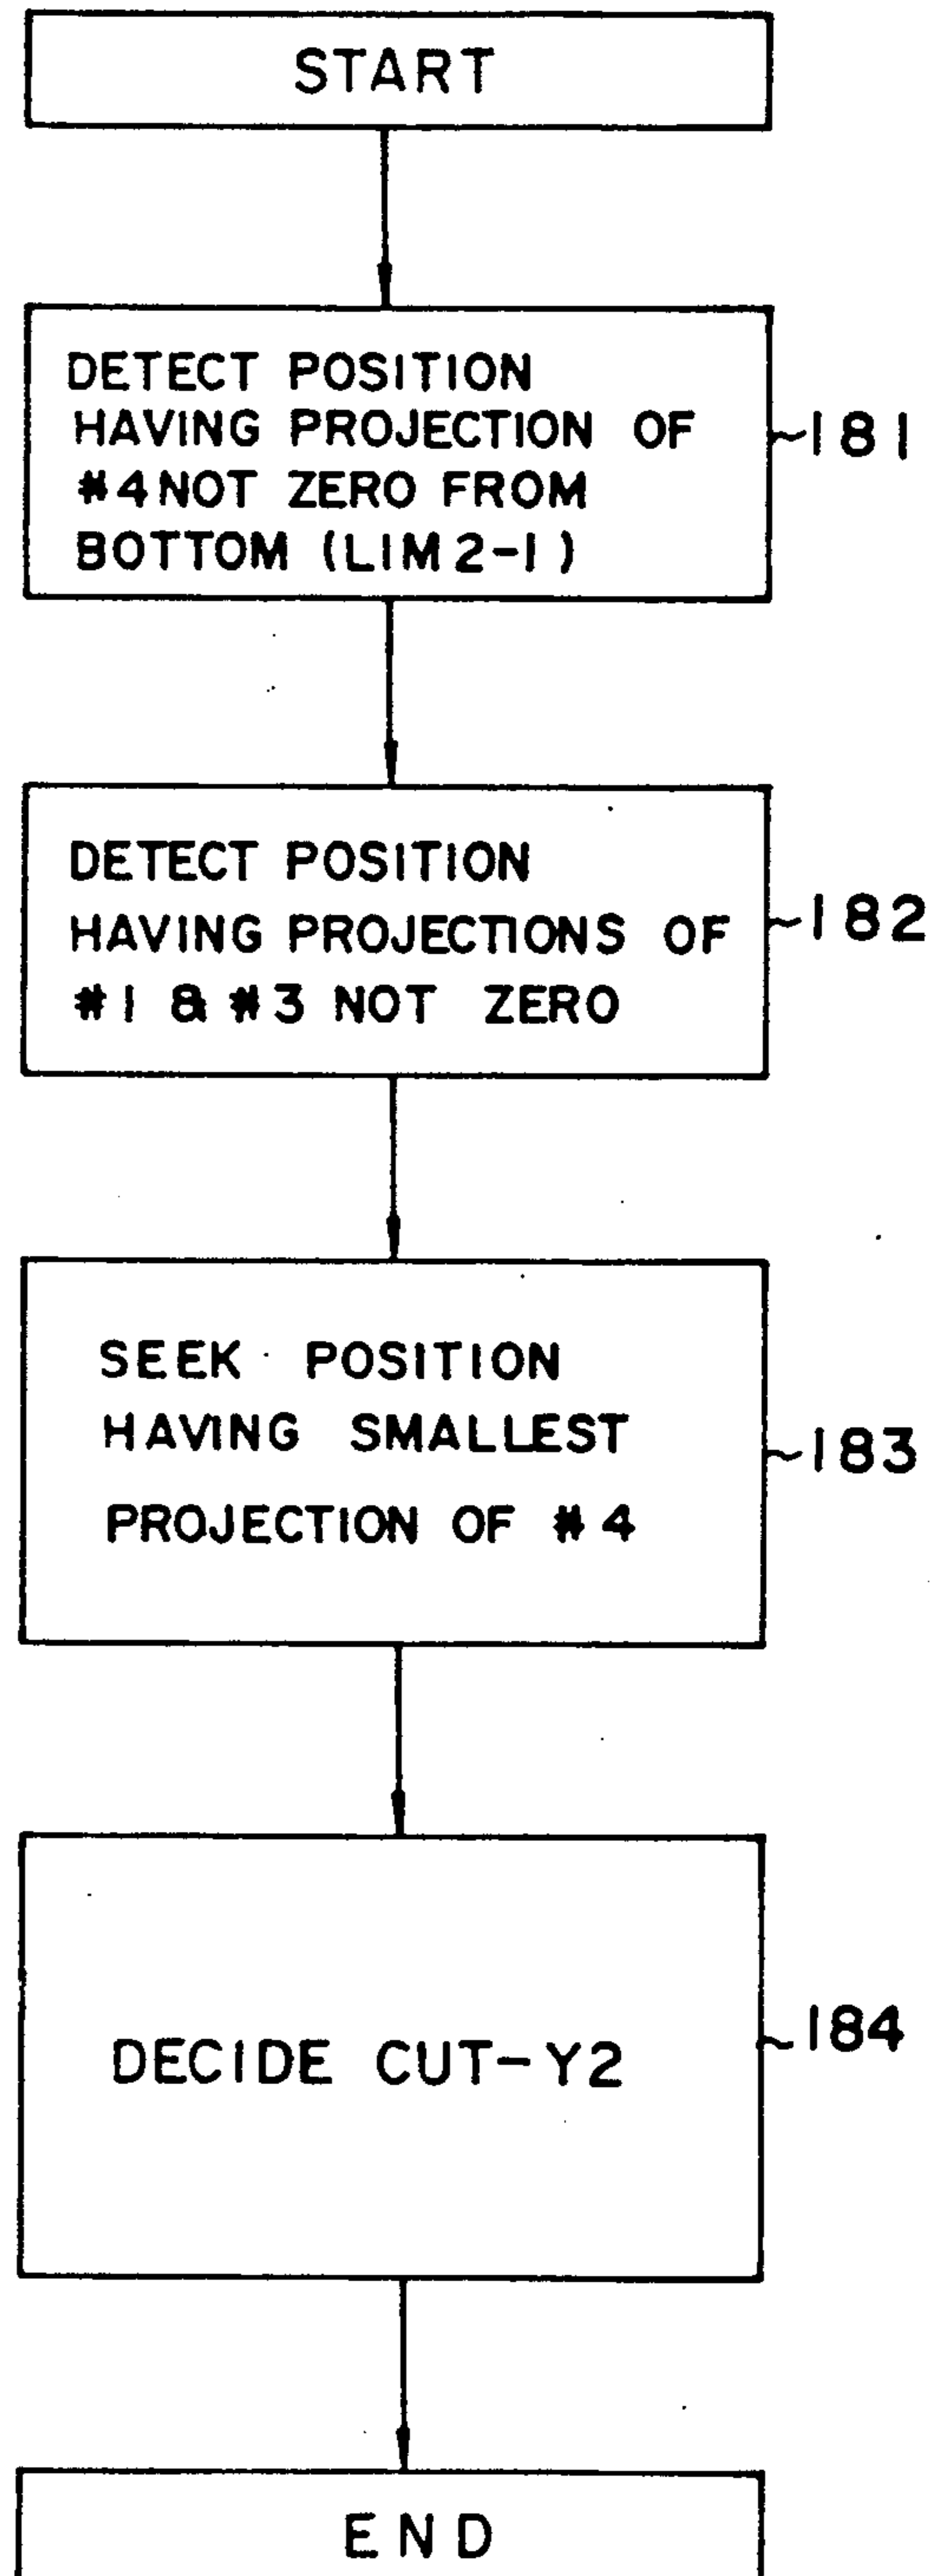 START
DETECT POSITION
HAVING PROJECTION OF
#4 NOT ZERO FROM
BOTTOM (LIM2-1)
181
DETECT POSITION
HAVING PROJECTIONS OF
#1 & #3 NOT ZERO
182
SEEK POSITION
HAVING SMALLEST
PROJECTION OF #4
183
DECIDE CUT-Y2
184
END